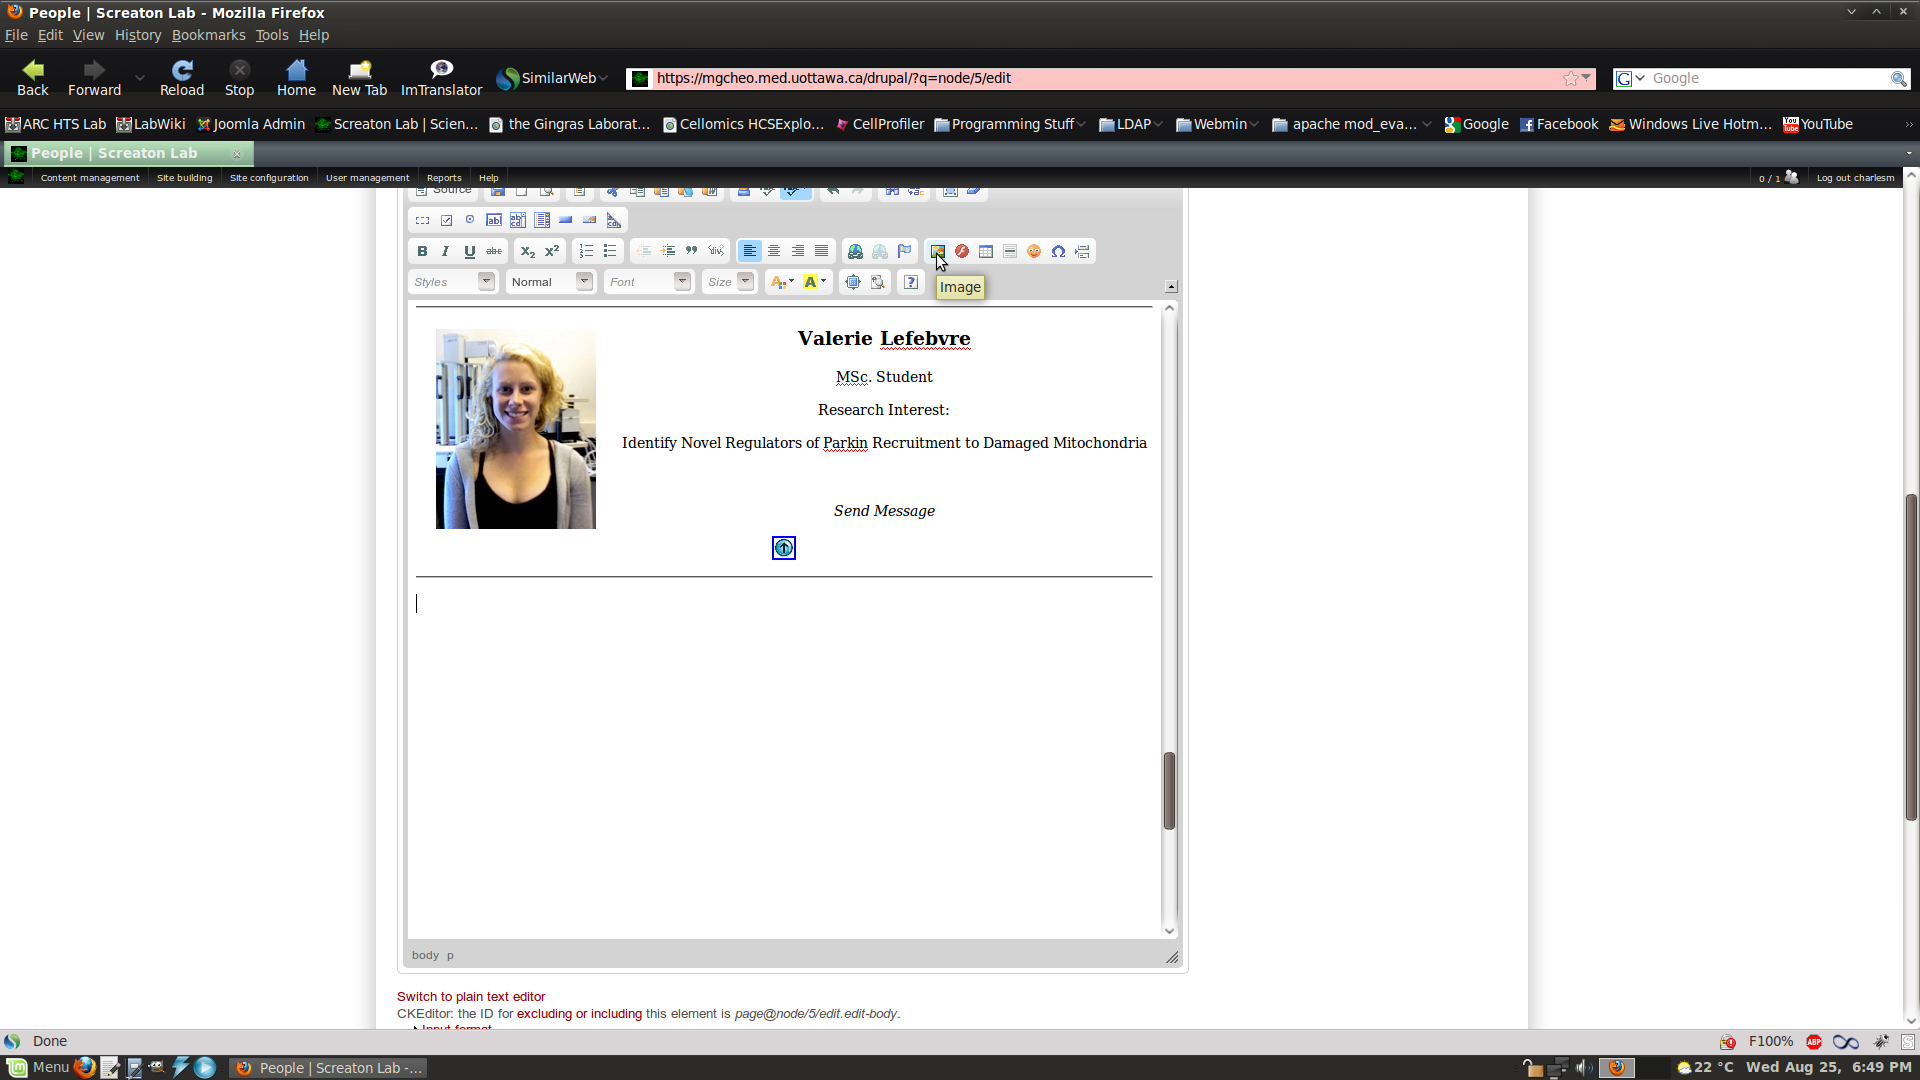 People | Screaton Lab - Mozilla Firefox
File Edit View History Bookmarks Tools Help
Back Forward Reload Stop Home New Tab ImTranslator SimilarWeb https://mgcheo.med.uottawa.ca/drupal/?q=node/5/edit Google
ARC HTS Lab LabWiki Joomla Admin Screaton Lab | Scien... the Gingras Laborat... Cellomics HCSExplo... CellProfiler Programming Stuff LDAP Webmin apache mod_eva... Google Facebook Windows Live Hotm... YouTube
People | Screaton Lab
Content management Site building Site configuration User management Reports Help 0 / 1 Log out charlesm
Source
B I U abc X2 X2
Styles Normal Font Size A A ?
Image
Valerie Lefebvre
MSc. Student
Research Interest:
Identify Novel Regulators of Parkin Recruitment to Damaged Mitochondria
Send Message
body p
Switch to plain text editor
CKEditor: the ID for excluding or including this element is page@node/5/edit.edit-body.
Input format
Done F100% ABP
Menu People | Screaton Lab -... 22 °C Wed Aug 25, 6:49 PM